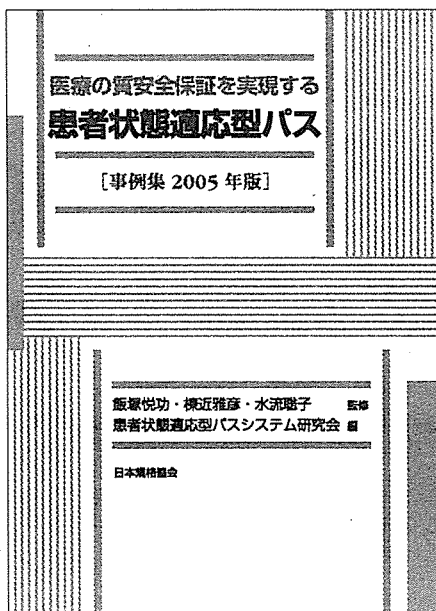 医療の質安全保証を実現する
患者状態適応型パス
［事例集 2005 年版］
飯塚悦功・棟近雅彦・水流聡子　監修
患者状態適応型パスシステム研究会　編
日本規格協会